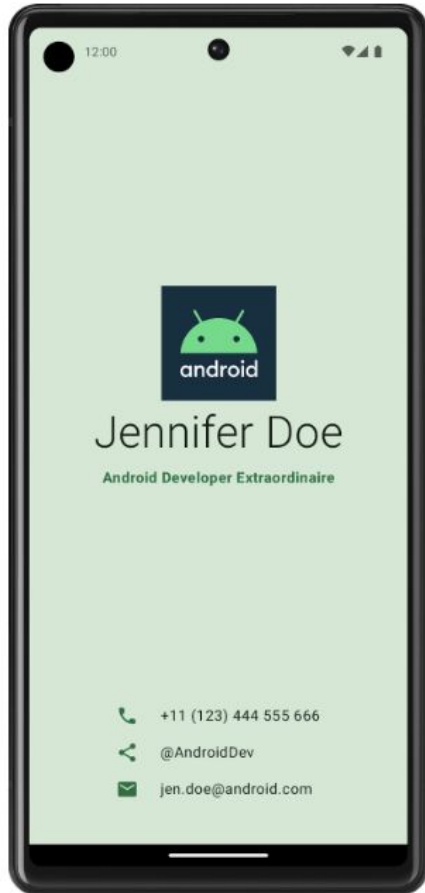 12:00
android
Jennifer Doe
Android Developer Extraordinaire
+11 (123) 444 555 666
@AndroidDev
jen.doe@android.com